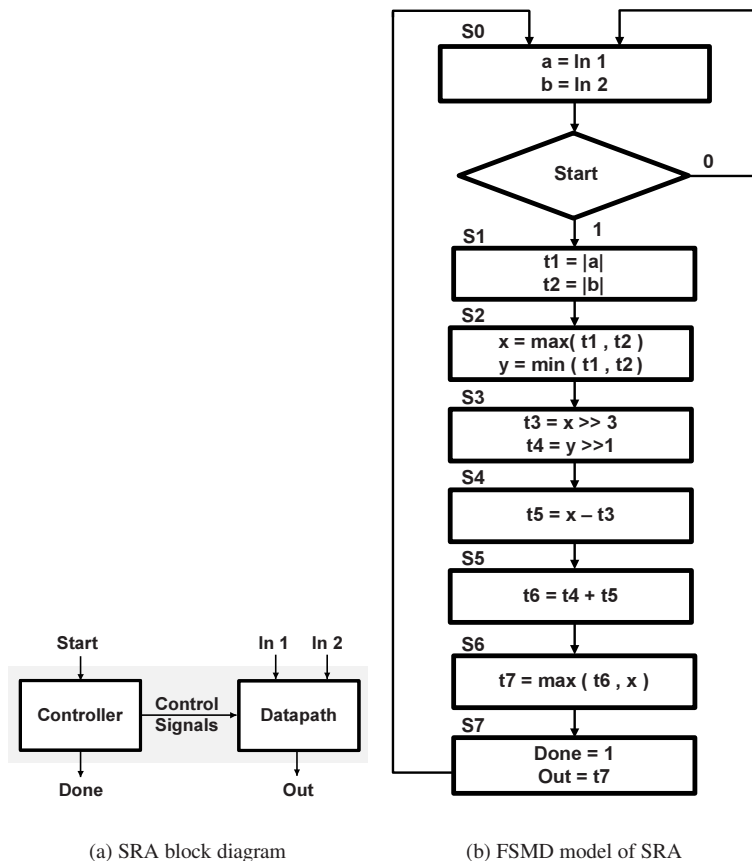 S0
a = In 1
b = In 2
Start
0
1
S1
t1 = |a|
t2 = |b|
S2
x = max( t1 , t2 )
y = min ( t1 , t2 )
S3
t3 = x >> 3
t4 = y >>1
S4
t5 = x – t3
S5
t6 = t4 + t5
S6
t7 = max ( t6 , x )
S7
Done = 1
Out = t7
Start
In 1
In 2
Controller
Control
Signals
Datapath
Done
Out
(a) SRA block diagram
(b) FSMD model of SRA